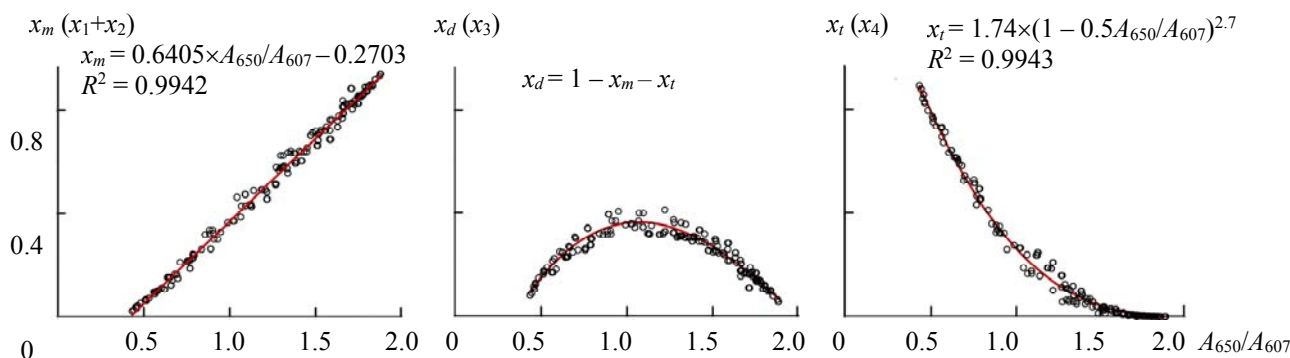 x_m (x_1+x_2)
x_m = 0.6405×A_650/A_607 – 0.2703
R^2 = 0.9942
0.8
0.4
0
0.5 1.0 1.5 2.0
x_d (x_3)
x_d = 1 – x_m – x_t
0 0.5 1.0 1.5 2.0
x_t (x_4)
x_t = 1.74×(1 – 0.5A_650/A_607)^2.7
R^2 = 0.9943
0 0.5 1.0 1.5 2.0 A_650/A_607